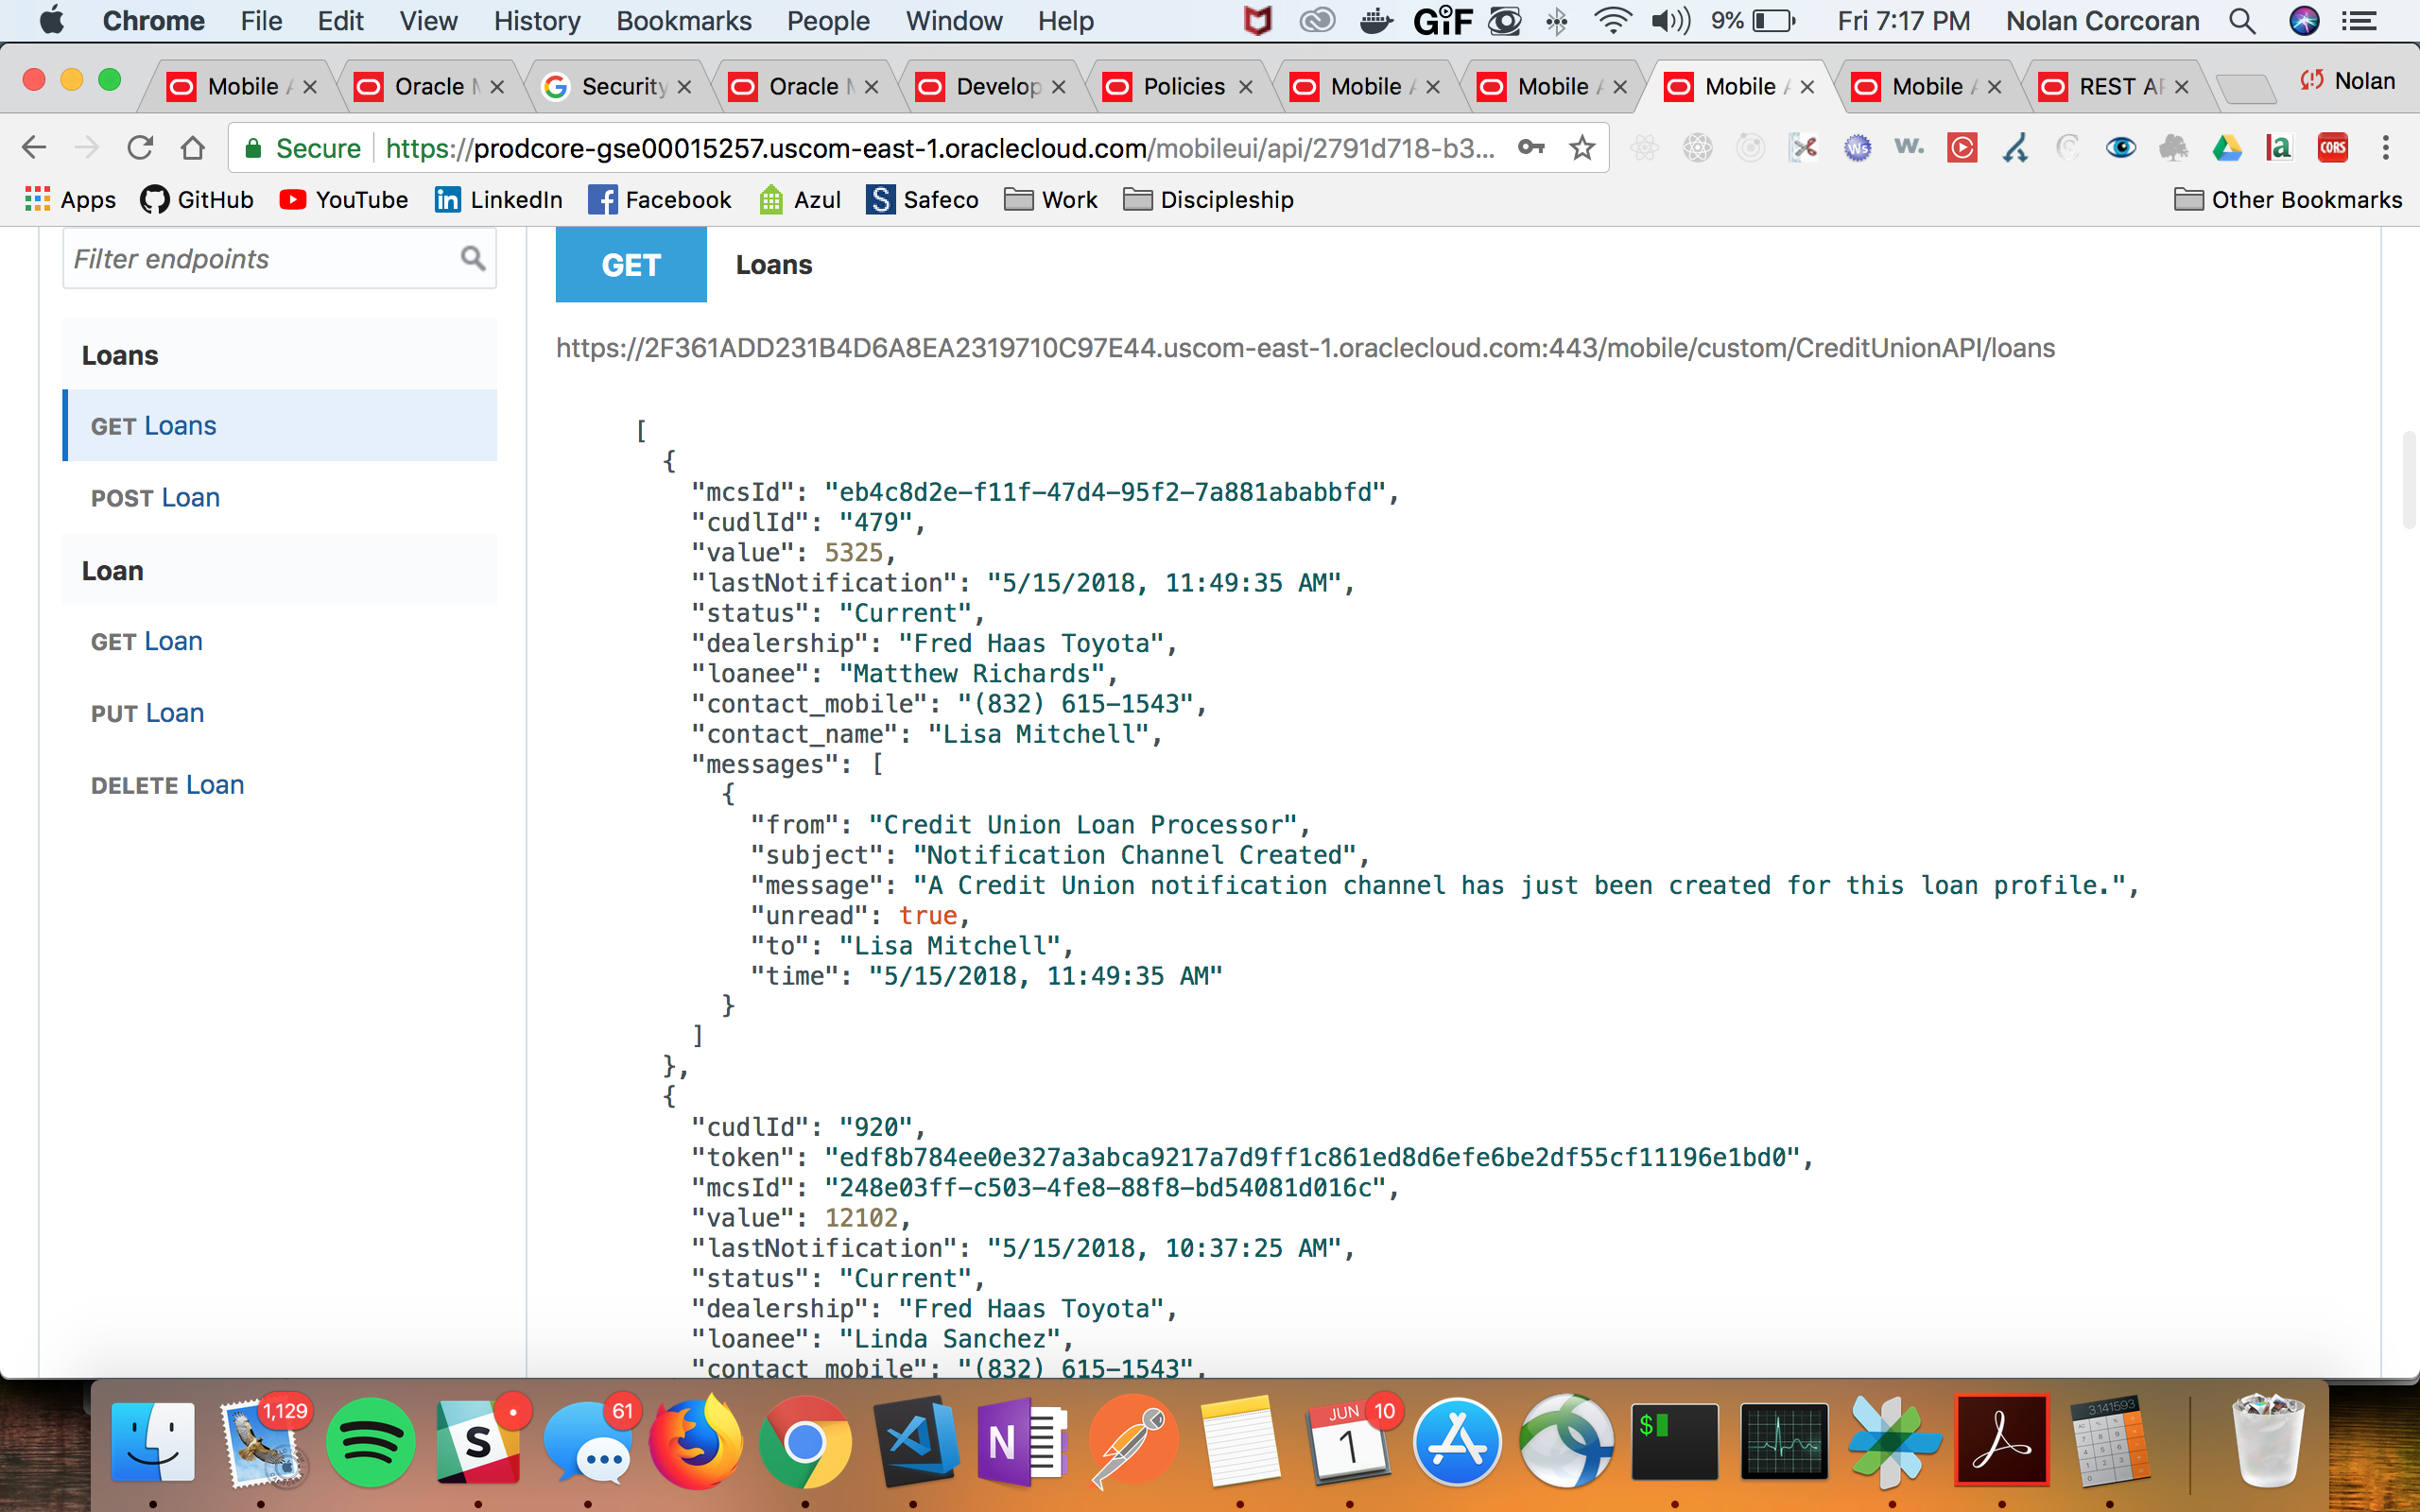 Chrome File Edit View History Bookmarks People Window Help GIF 9% Fri 7:17 PM Nolan Corcoran
Mobile A Oracle M Security Oracle M Develop Policies Mobile A Mobile A Mobile A Mobile A REST AP Nolan
Secure https://prodcore-gse00015257.uscom-east-1.oraclecloud.com/mobileui/api/2791d718-b3... Ws w. a CORS
Apps GitHub YouTube LinkedIn Facebook Azul S Safeco Work Discipleship Other Bookmarks
Filter endpoints
Loans
GET Loans
POST Loan
Loan
GET Loan
PUT Loan
DELETE Loan
GET Loans
https://2F361ADD231B4D6A8EA2319710C97E44.uscom-east-1.oraclecloud.com:443/mobile/custom/CreditUnionAPI/loans
[
{
"mcsId": "eb4c8d2e-f11f-47d4-95f2-7a881ababbfd",
"cudlId": "479",
"value": 5325,
"lastNotification": "5/15/2018, 11:49:35 AM",
"status": "Current",
"dealership": "Fred Haas Toyota",
"loanee": "Matthew Richards",
"contact_mobile": "(832) 615-1543",
"contact_name": "Lisa Mitchell",
"messages": [
{
"from": "Credit Union Loan Processor",
"subject": "Notification Channel Created",
"message": "A Credit Union notification channel has just been created for this loan profile.",
"unread": true,
"to": "Lisa Mitchell",
"time": "5/15/2018, 11:49:35 AM"
}
]
},
{
"cudlId": "920",
"token": "edf8b784ee0e327a3abca9217a7d9ff1c861ed8d6efe6be2df55cf11196e1bd0",
"mcsId": "248e03ff-c503-4fe8-88f8-bd54081d016c",
"value": 12102,
"lastNotification": "5/15/2018, 10:37:25 AM",
"status": "Current",
"dealership": "Fred Haas Toyota",
"loanee": "Linda Sanchez",
"contact_mobile": "(832) 615-1543",
1,129 S 61 N JUN 1 10 $ 3.141593